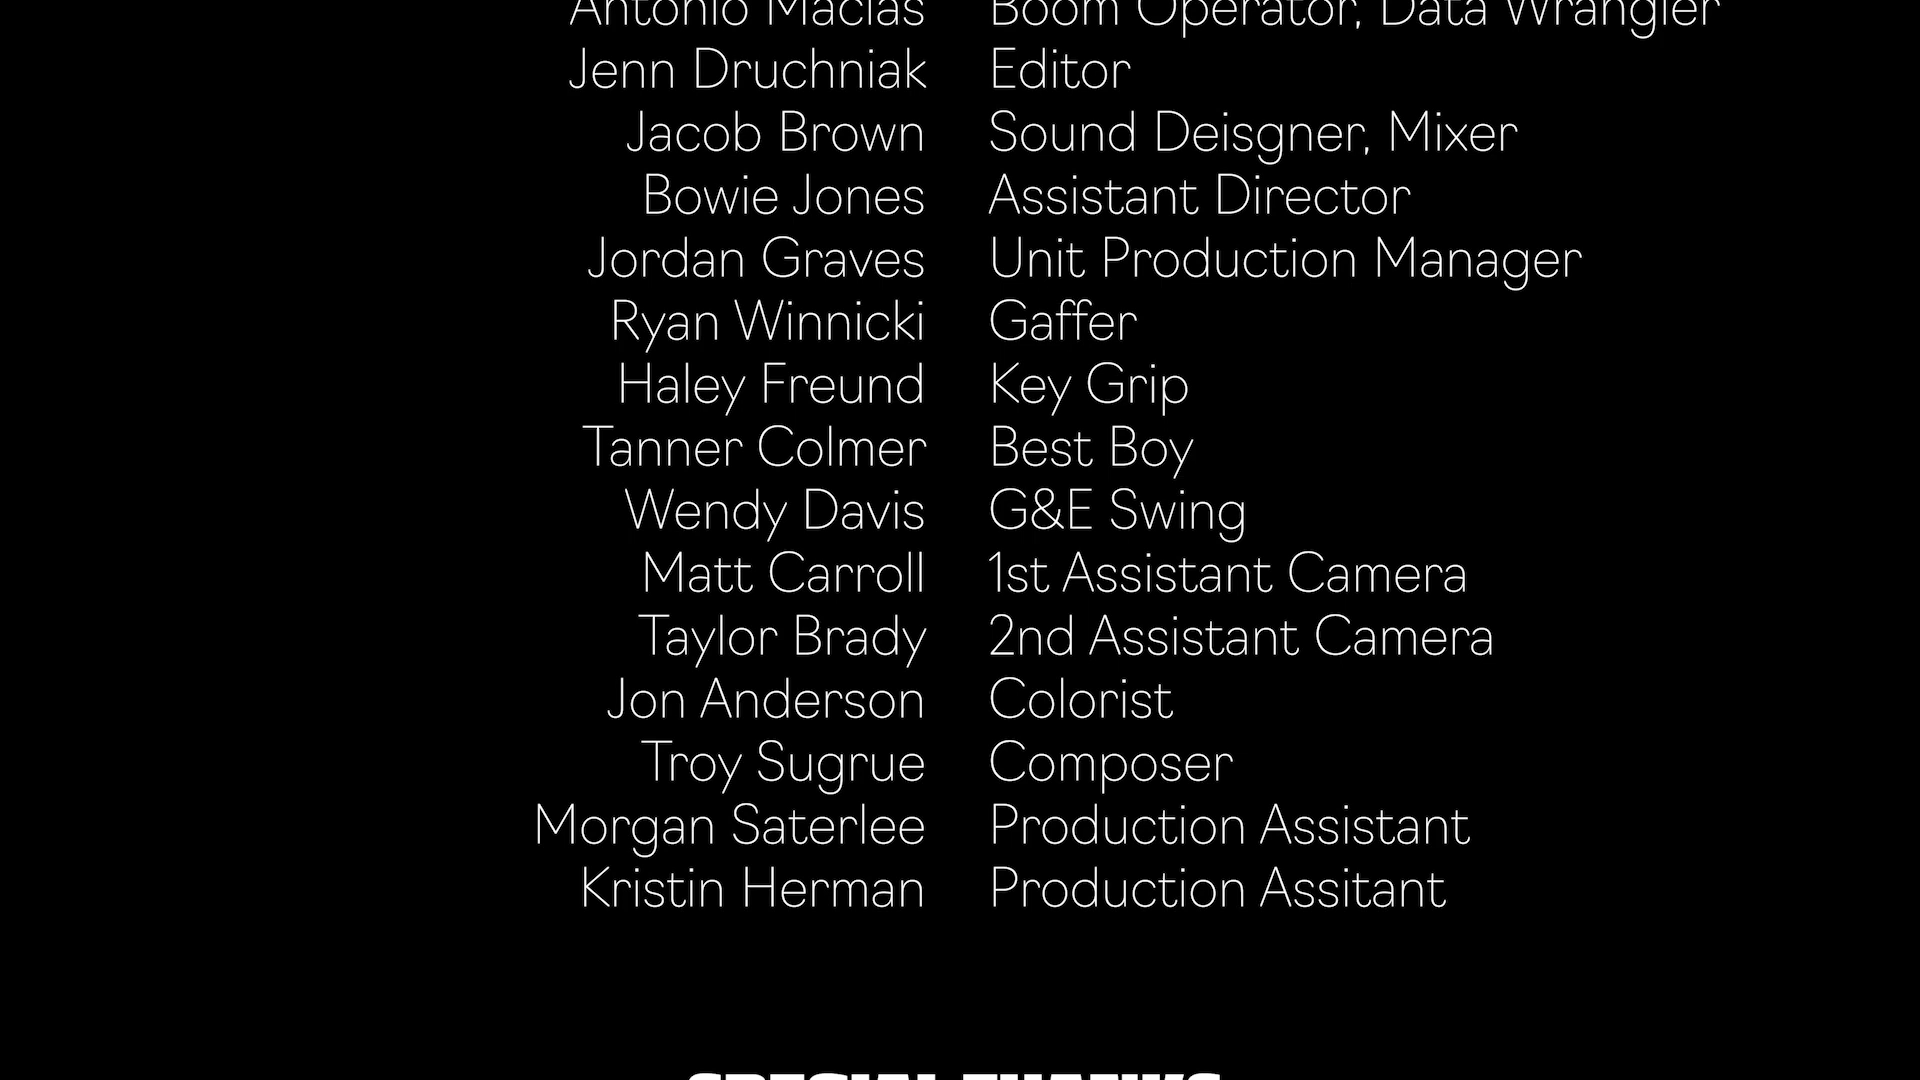 Antonio Macias Boom Operator, Data Wrangler
Jenn Druchniak Editor
Jacob Brown Sound Deisgner, Mixer
Bowie Jones Assistant Director
Jordan Graves Unit Production Manager
Ryan Winnicki Gaffer
Haley Freund Key Grip
Tanner Colmer Best Boy
Wendy Davis G&E Swing
Matt Carroll 1st Assistant Camera
Taylor Brady 2nd Assistant Camera
Jon Anderson Colorist
Troy Sugrue Composer
Morgan Saterlee Production Assistant
Kristin Herman Production Assitant
SPECIAL THANKS